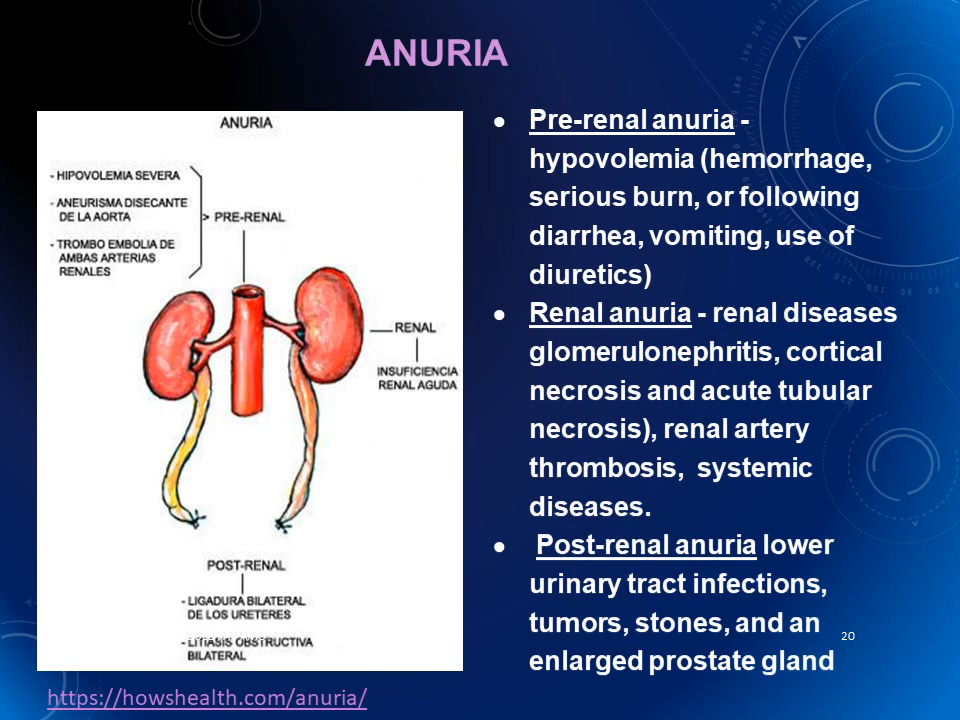 ANURIA
ANURIA
- HIPOVOLEMIA SEVERA
- ANEURISMA DISECANTE
DE LA AORTA
- TROMBO EMBOLIA DE
AMBAS ARTERIAS
RENALES
PRE-RENAL
RENAL
INSUFICIENCIA
RENAL AGUDA
POST-RENAL
- LIGADURA BILATERAL
DE LOS URETERES
- LITIASIS OBSTRUCTIVA
BILATERAL
https://howshealth.com/anuria/
• Pre-renal anuria -
hypovolemia (hemorrhage,
serious burn, or following
diarrhea, vomiting, use of
diuretics)
• Renal anuria - renal diseases
glomerulonephritis, cortical
necrosis and acute tubular
necrosis), renal artery
thrombosis, systemic
diseases.
• Post-renal anuria lower
urinary tract infections,
tumors, stones, and an
enlarged prostate gland
20